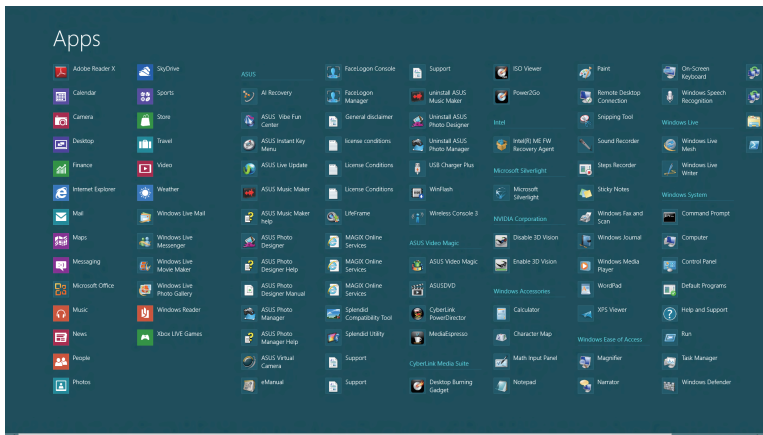 Apps
Adobe Reader X
Calendar
Camera
Desktop
Finance
Internet Explorer
Mail
Maps
Messaging
Microsoft Office
Music
News
People
Photos
SkyDrive
Sports
Store
Travel
Video
Weather
Windows Live Mail
Windows Live
Messenger
Windows Live
Movie Maker
Windows Live
Photo Gallery
Windows Reader
Xbox LIVE Games
ASUS
AI Recovery
ASUS Vibe Fun
Center
ASUS Instant Key
Menu
ASUS Live Update
ASUS Music Maker
ASUS Music Maker
help
ASUS Photo
Designer
ASUS Photo
Designer Help
ASUS Photo
Designer Manual
ASUS Photo
Manager
ASUS Photo
Manager Help
ASUS Virtual
Camera
eManual
FaceLogon Console
FaceLogon
Manager
General disclaimer
license conditions
License Conditions
License Conditions
LifeFrame
MAGIX Online
Services
MAGIX Online
Services
MAGIX Online
Services
Splendid
Compatibility Tool
Splendid Utility
Support
Support
Support
uninstall ASUS
Music Maker
Uninstall ASUS
Photo Designer
Uninstall ASUS
Photo Manager
USB Charger Plus
WinFlash
Wireless Console 3
ASUS Video Magic
ASUS Video Magic
ASUSDVD
CyberLink
PowerDirector
MediaEspresso
CyberLink Media Suite
Desktop Burning
Gadget
ISO Viewer
Power2Go
Intel
Intel(R) ME FW
Recovery Agent
Microsoft Silverlight
Microsoft
Silverlight
NVIDIA Corporation
Disable 3D Vision
Enable 3D Vision
Windows Accessories
Calculator
Character Map
Math Input Panel
Notepad
Paint
Remote Desktop
Connection
Snipping Tool
Sound Recorder
Steps Recorder
Sticky Notes
Windows Fax and
Scan
Windows Journal
Windows Media
Player
WordPad
XPS Viewer
Windows Ease of Access
Magnifier
Narrator
On-Screen
Keyboard
Windows Speech
Recognition
Windows Live
Windows Live
Mesh
Windows Live
Writer
Windows System
Command Prompt
Computer
Control Panel
Default Programs
Help and Support
Run
Task Manager
Windows Defender